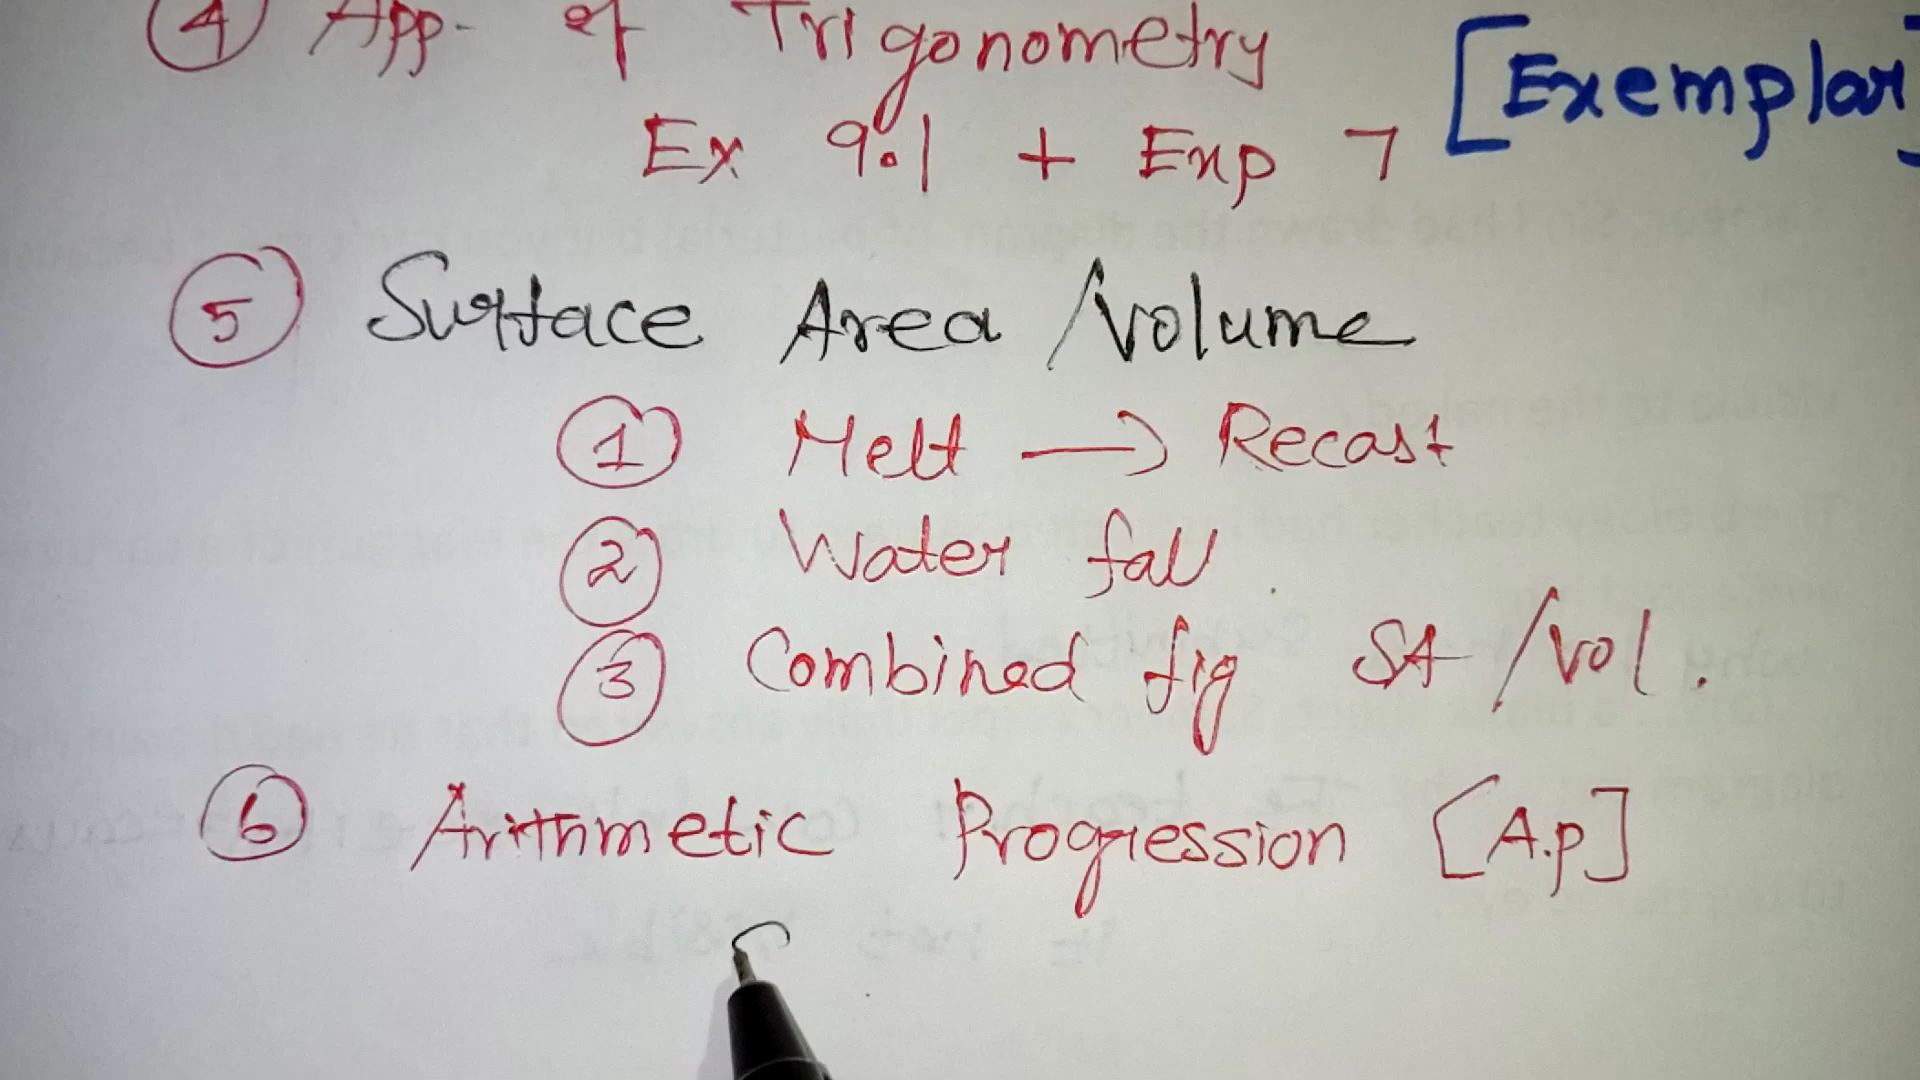 ④ App. of Trigonometry
[Exemplar]
Ex 9.1 + Exp 7
⑤ Surface Area / Volume
① Melt → Recast
② Water fall
③ Combined fig SA / Vol.
⑥ Arithmetic Progression [A.p]